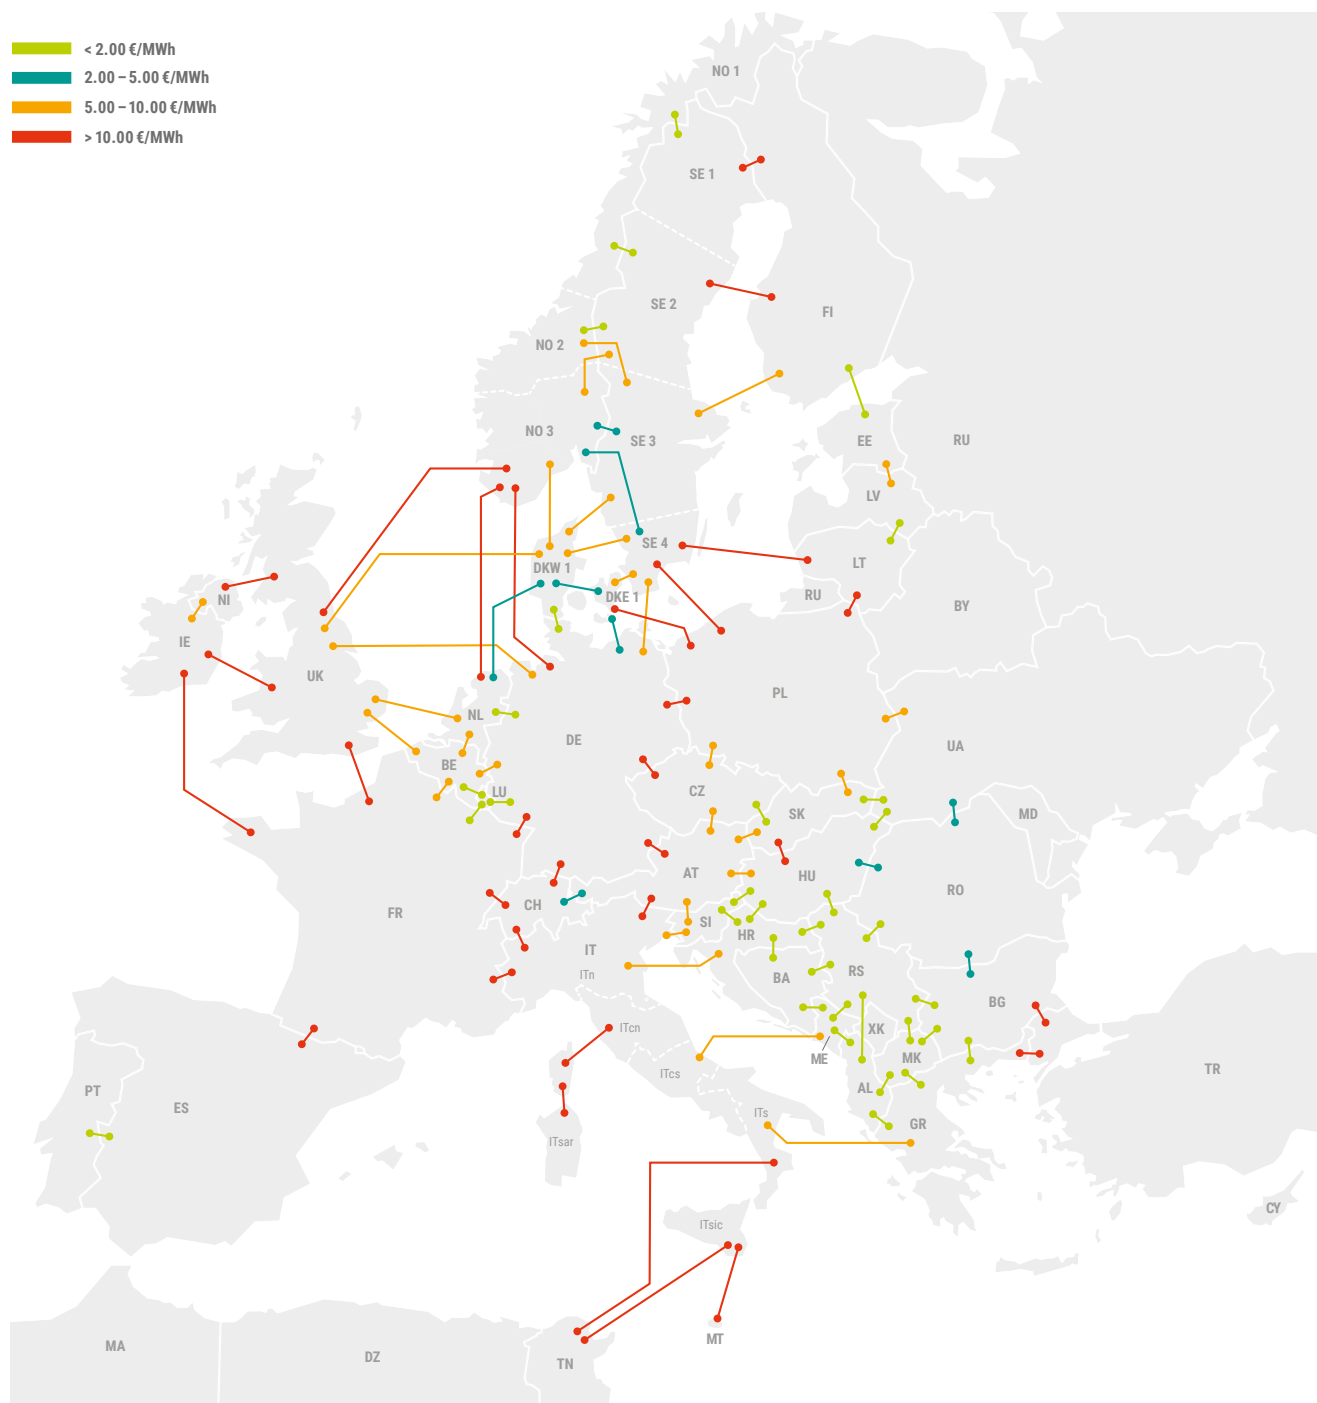 < 2.00 €/MWh
2.00 – 5.00 €/MWh
5.00 – 10.00 €/MWh
> 10.00 €/MWh
NO 1
SE 1
SE 2
FI
NO 2
NO 3
SE 3
EE
RU
LV
SE 4
LT
DKW 1
DKE 1
RU
BY
NI
IE
UK
PL
NL
DE
UA
BE
LU
CZ
SK
MD
AT
HU
RO
CH
FR
SI
HR
IT
ITn
BA
RS
BG
ITcn
XK
ME
MK
TR
ITcs
AL
PT
ES
ITs
GR
ITsar
CY
ITsic
MT
MA
DZ
TN